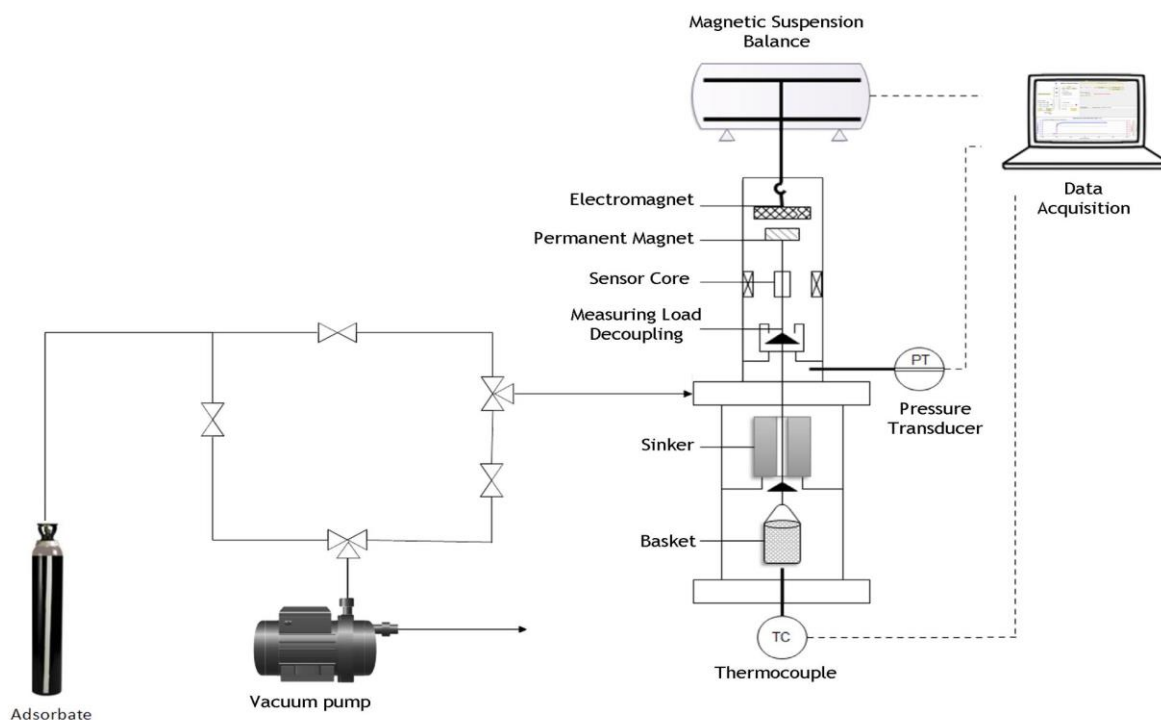 Magnetic Suspension
Balance
Data
Acquisition
Electromagnet
Permanent Magnet
Sensor Core
Measuring Load
Decoupling
PT
Pressure
Transducer
Sinker
Basket
TC
Thermocouple
Vacuum pump
Adsorbate